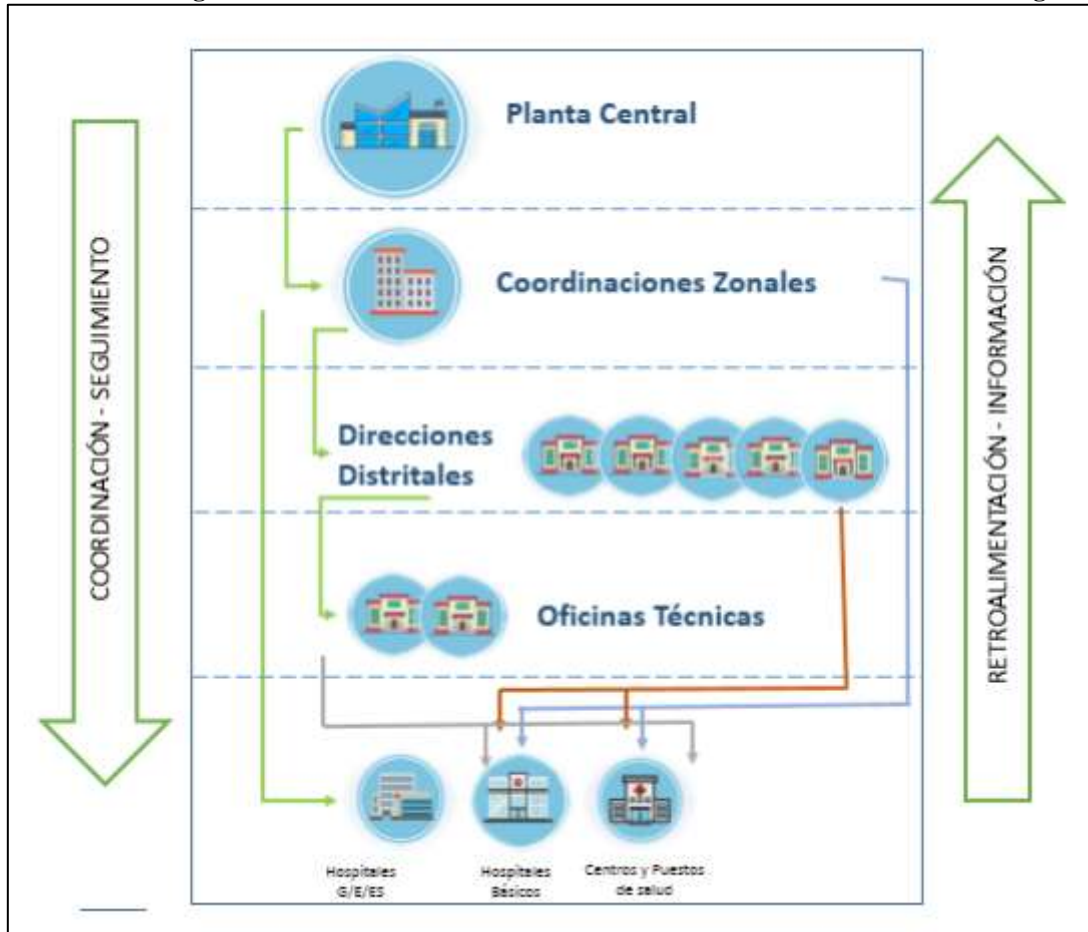 Planta Central
Coordinaciones Zonales
COORDINACIÓN - SEGUIMIENTO
RETROALIMENTACIÓN - INFORMACIÓN
Direcciones
Distritales
Oficinas Técnicas
Hospitales
G/E/ES
Hospitales
Básicos
Centros y Puestos
de salud